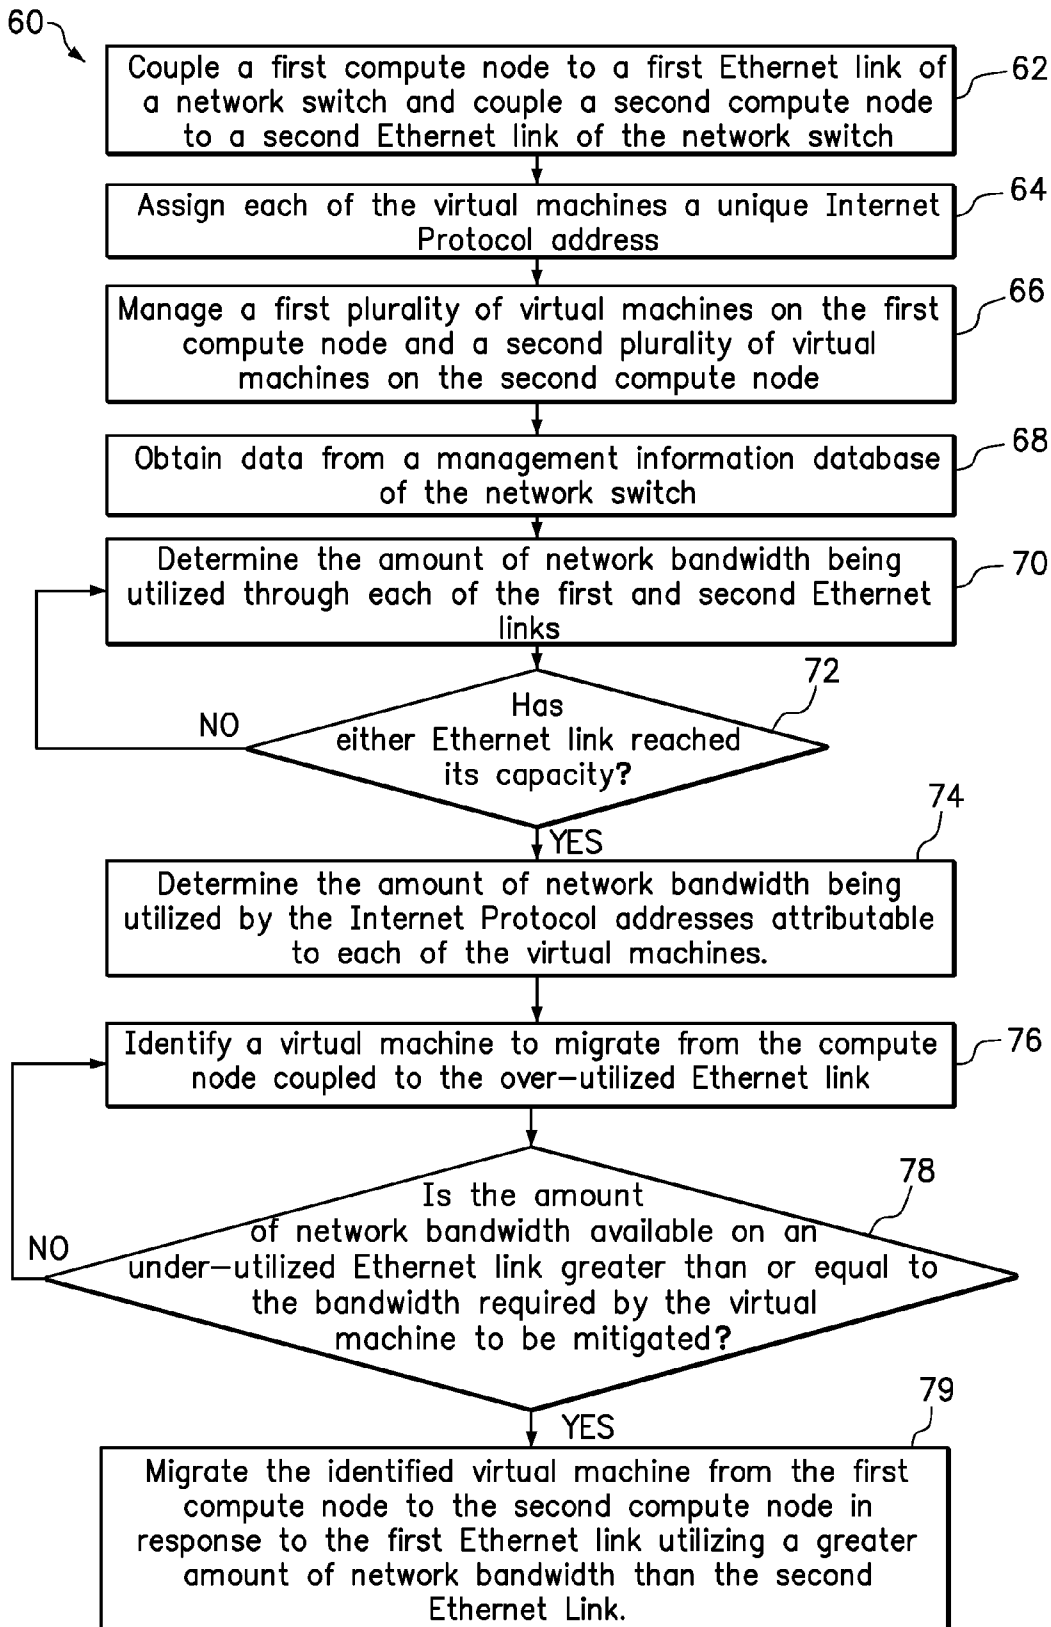 60
Couple a first compute node to a first Ethernet link of
a network switch and couple a second compute node
to a second Ethernet link of the network switch
62
Assign each of the virtual machines a unique Internet
Protocol address
64
Manage a first plurality of virtual machines on the first
compute node and a second plurality of virtual
machines on the second compute node
66
Obtain data from a management information database
of the network switch
68
Determine the amount of network bandwidth being
utilized through each of the first and second Ethernet
links
70
Has
either Ethernet link reached
its capacity?
72
NO
YES
Determine the amount of network bandwidth being
utilized by the Internet Protocol addresses attributable
to each of the virtual machines.
74
Identify a virtual machine to migrate from the compute
node coupled to the over-utilized Ethernet link
76
Is the amount
of network bandwidth available on an
under-utilized Ethernet link greater than or equal to
the bandwidth required by the virtual
machine to be mitigated?
78
NO
YES
Migrate the identified virtual machine from the first
compute node to the second compute node in
response to the first Ethernet link utilizing a greater
amount of network bandwidth than the second
Ethernet Link.
79